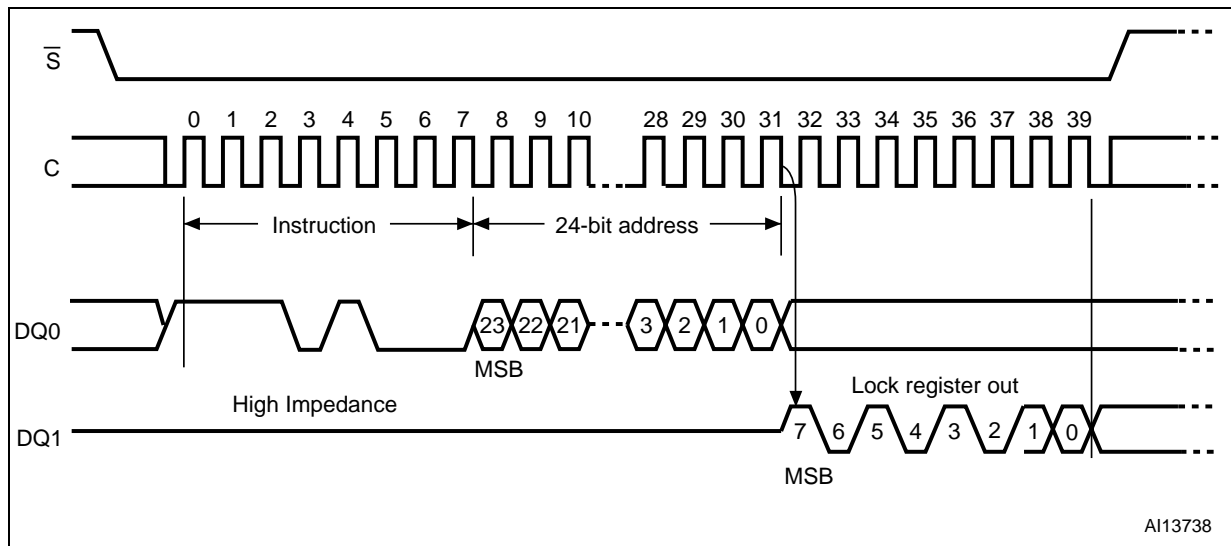 S
0 1 2 3 4 5 6 7 8 9 10 28 29 30 31 32 33 34 35 36 37 38 39
C
Instruction 24-bit address
DQ0 23 22 21 3 2 1 0
MSB
High Impedance Lock register out
DQ1 7 6 5 4 3 2 1 0
MSB
AI13738